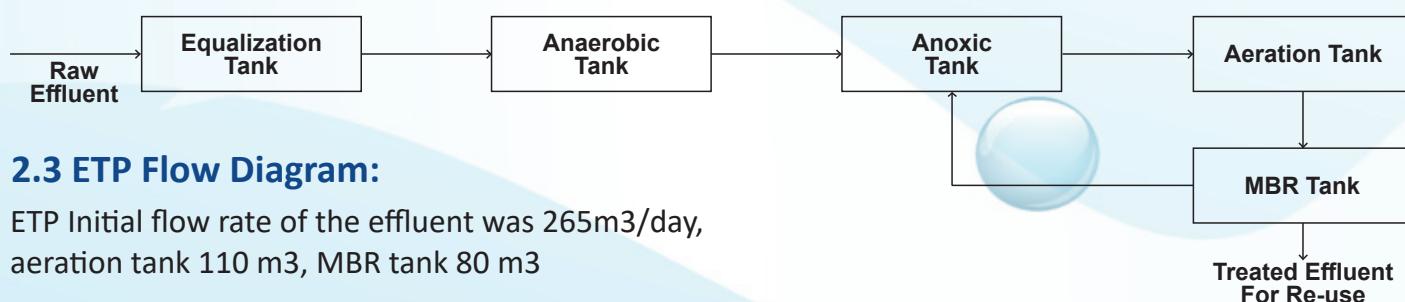 Raw
Effluent
Equalization
Tank
Anaerobic
Tank
Anoxic
Tank
Aeration Tank
MBR Tank
Treated Effluent
For Re-use
2.3 ETP Flow Diagram:
ETP Initial flow rate of the effluent was 265m3/day,
aeration tank 110 m3, MBR tank 80 m3